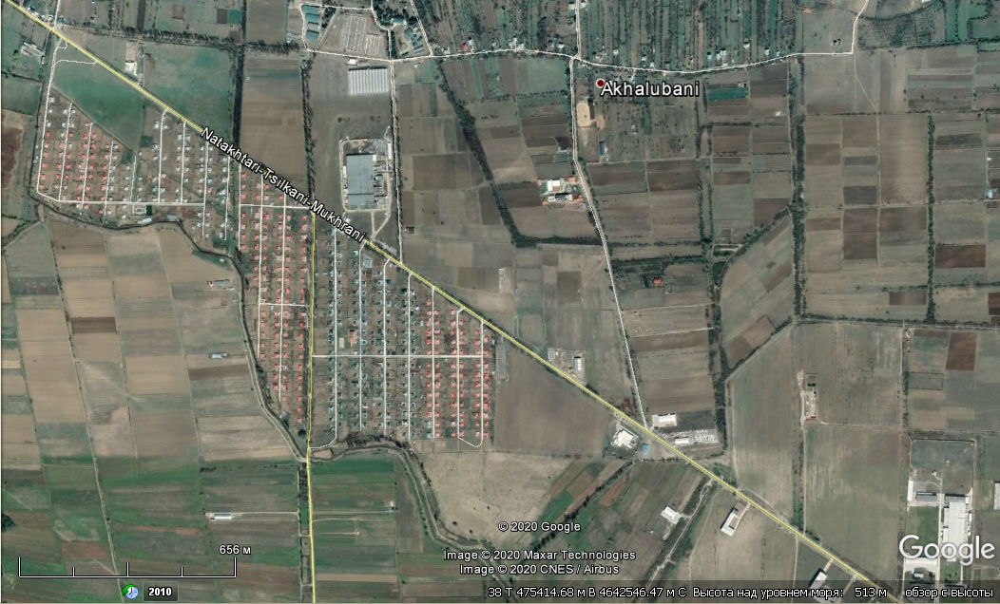 Akhalubani
Natakhtari-Tsilkani-Mukhrani
© 2020 Google
656 м
Image © 2020 Maxar Technologies
Image © 2020 CNES / Airbus
Google
2010
38 T 475414.68 м В 4642546.47 м С Высота над уровнем моря: 513 м обзор с высоты